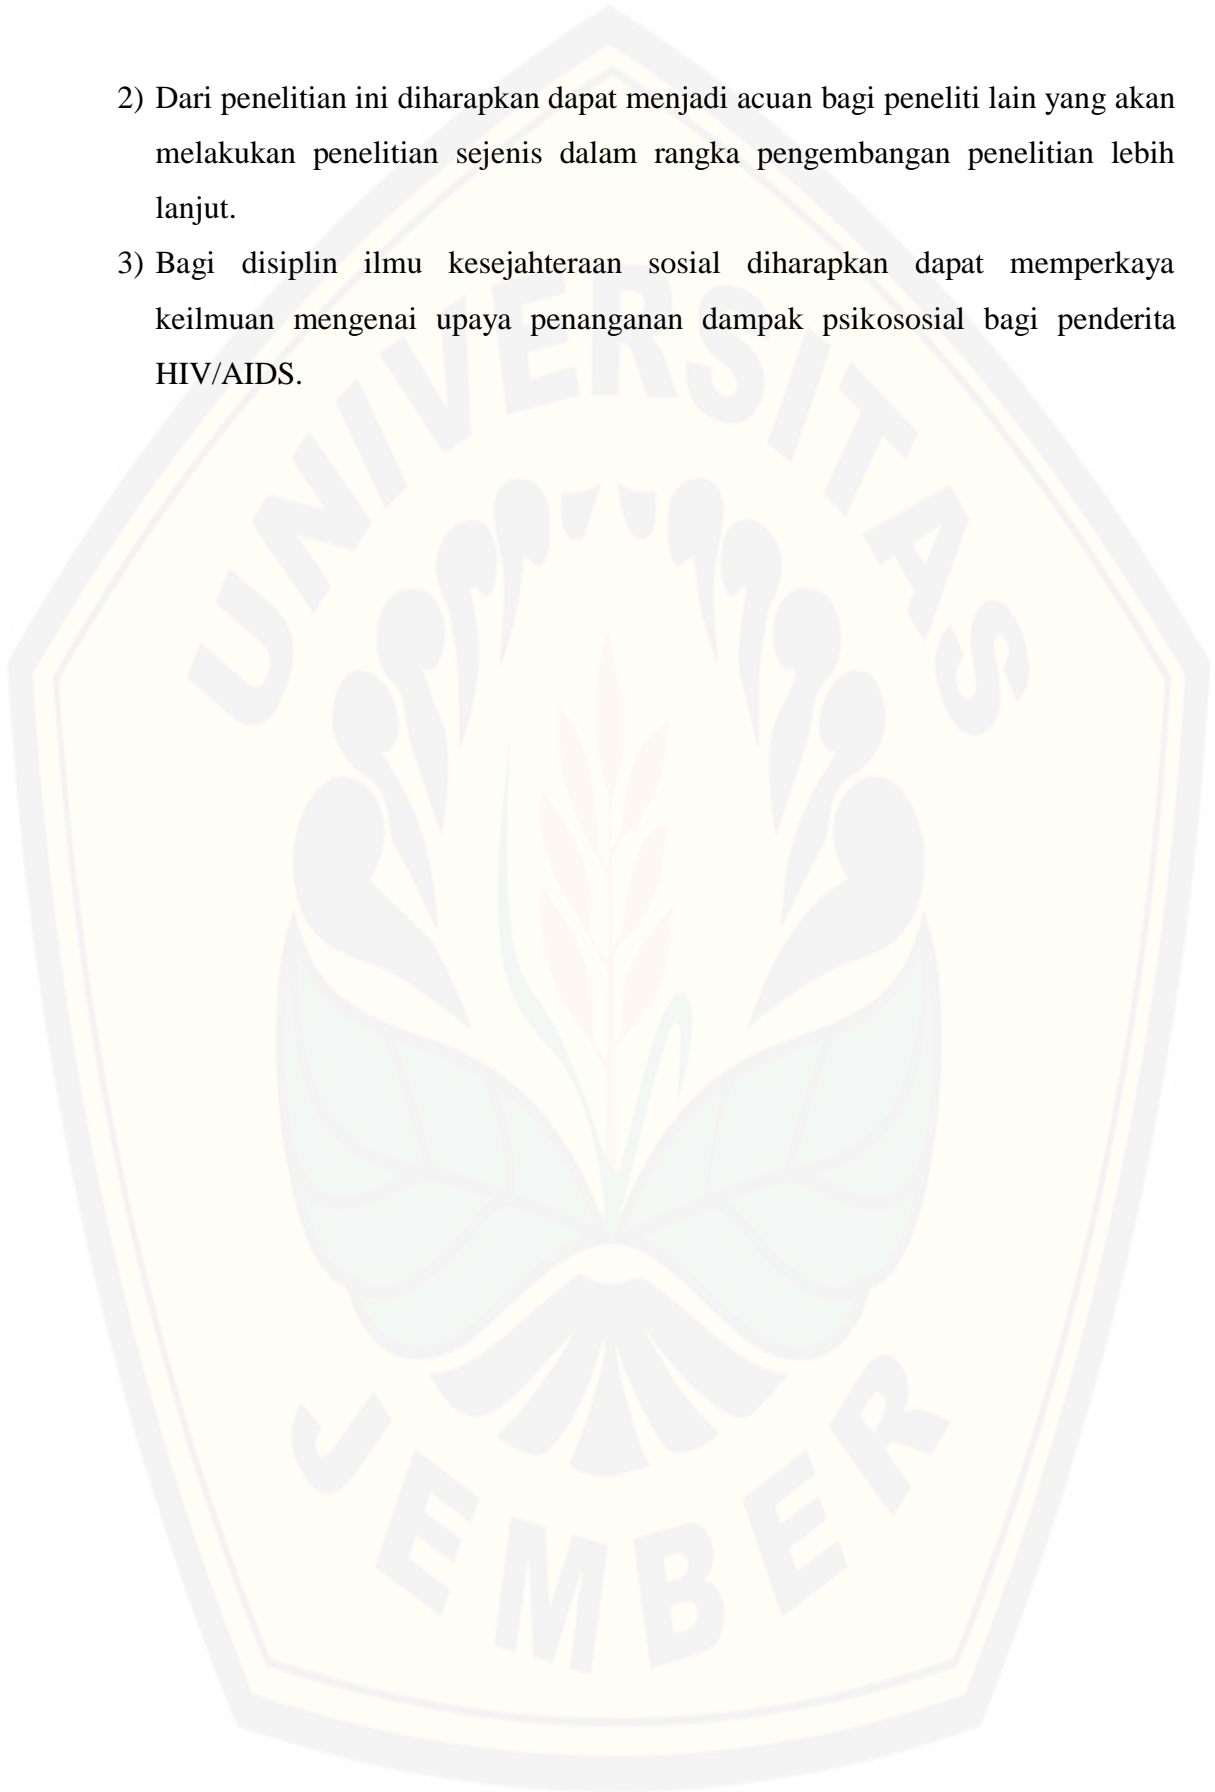 2) Dari penelitian ini diharapkan dapat menjadi acuan bagi peneliti lain yang akan
melakukan penelitian sejenis dalam rangka pengembangan penelitian lebih
lanjut.
3) Bagi disiplin ilmu kesejahteraan sosial diharapkan dapat memperkaya
keilmuan mengenai upaya penanganan dampak psikososial bagi penderita
HIV/AIDS.
UNIVERSITAS
JEMBER